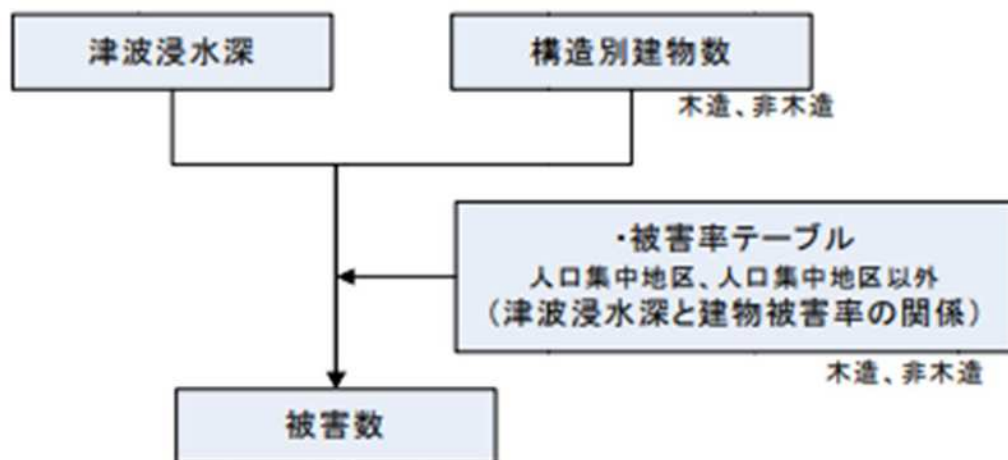 津波浸水深
構造別建物数
木造、非木造
・被害率テーブル
人口集中地区、人口集中地区以外
(津波浸水深と建物被害率の関係)
木造、非木造
被害数